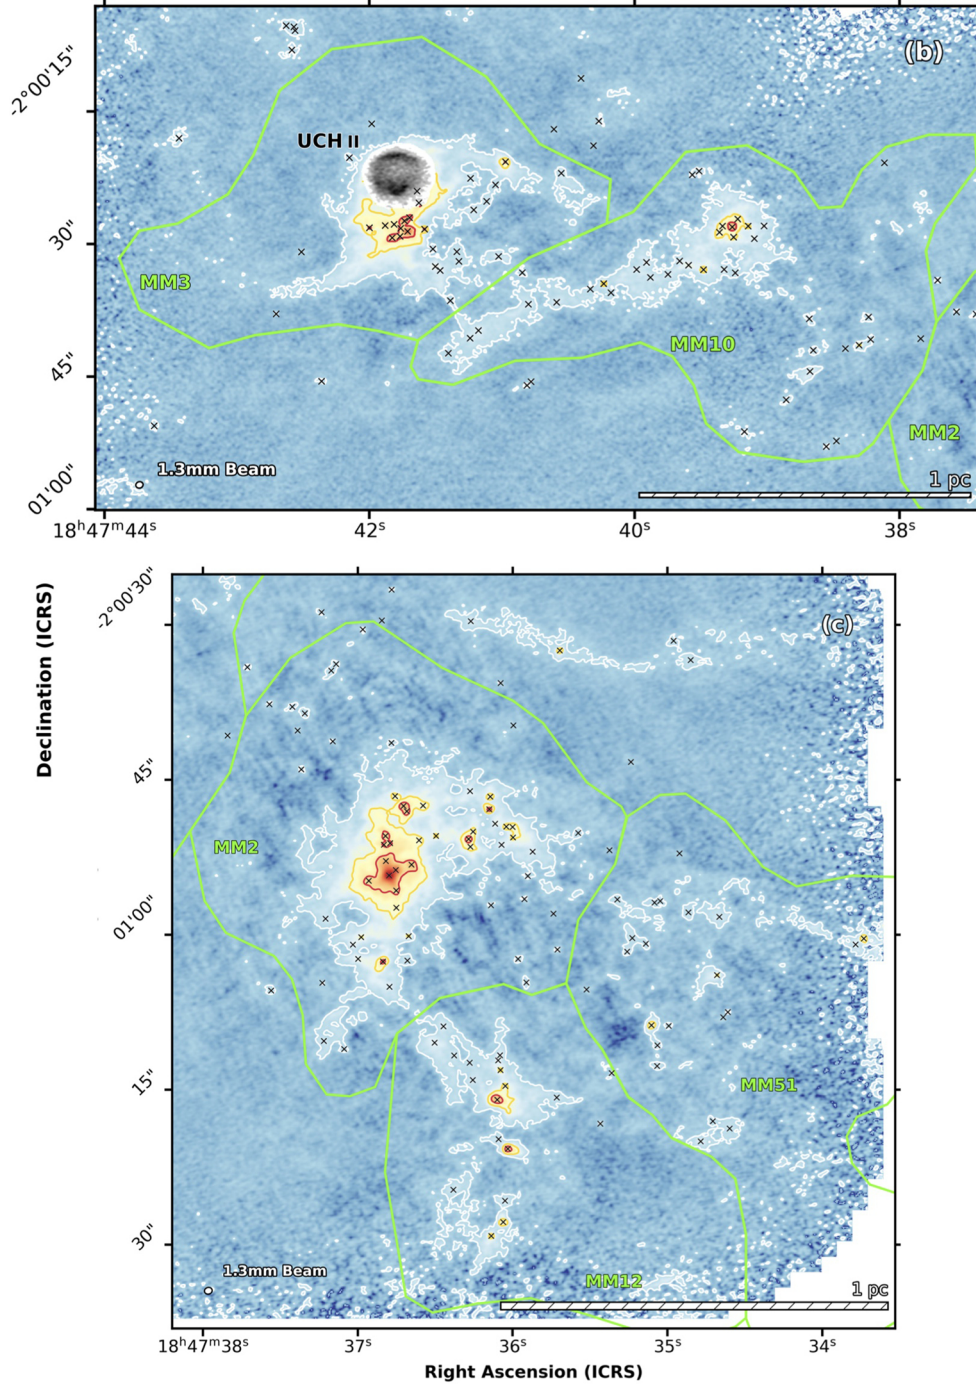 (b)
-2°00'15"
UCH II
30"
MM3
MM10
45"
MM2
1.3mm Beam
1 pc
01'00"
18ʰ47ᵐ44ˢ
42ˢ
40ˢ
38ˢ
-2°00'30"
(c)
Declination (ICRS)
45"
MM2
01'00"
15"
MM51
30"
1.3mm Beam
MM12
1 pc
18ʰ47ᵐ38ˢ
37ˢ
36ˢ
35ˢ
34ˢ
Right Ascension (ICRS)